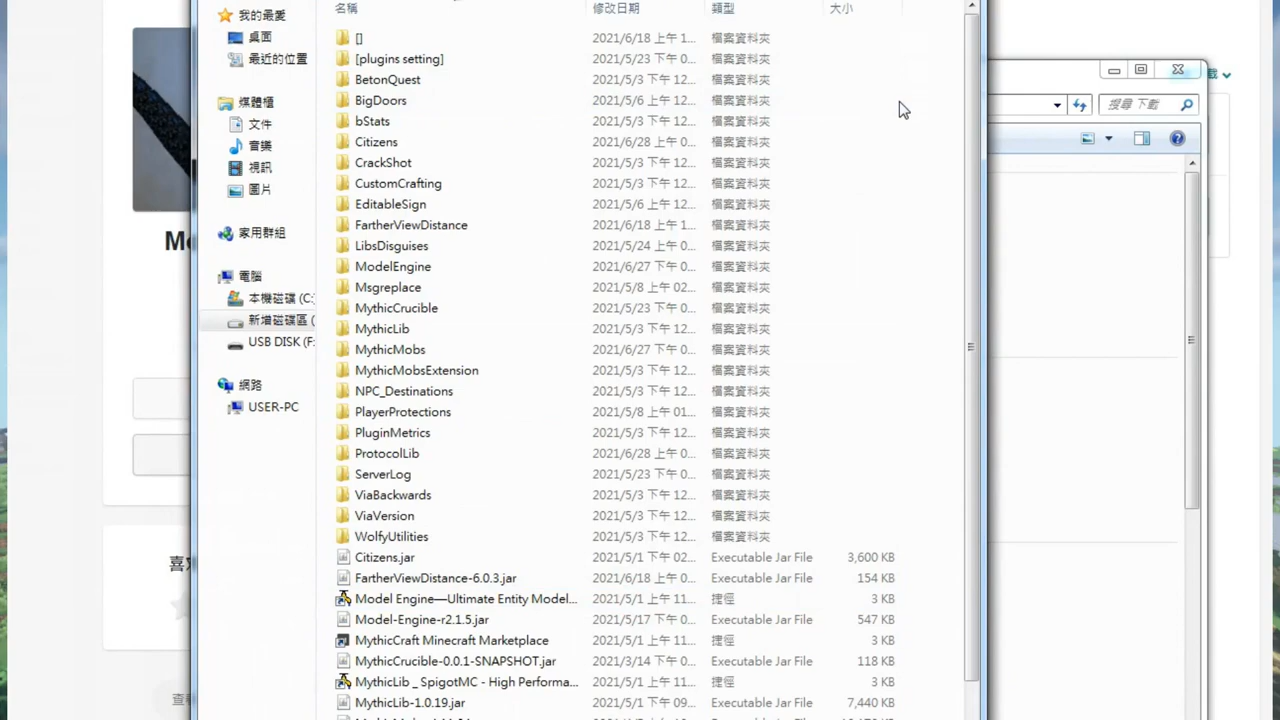 我的最愛
桌面
最近的位置
媒體櫃
文件
音樂
視訊
圖片
家用群組
電腦
本機磁碟 (C:
新增磁碟區 (
USB DISK (F:
網路
USER-PC
名稱 修改日期 類型 大小
[] 2021/6/18 上午 1... 檔案資料夾
[plugins setting] 2021/5/23 下午 0... 檔案資料夾
BetonQuest 2021/5/3 下午 12... 檔案資料夾
BigDoors 2021/5/6 上午 12... 檔案資料夾
bStats 2021/5/3 下午 12... 檔案資料夾
Citizens 2021/6/28 上午 0... 檔案資料夾
CrackShot 2021/5/3 下午 12... 檔案資料夾
CustomCrafting 2021/5/3 下午 12... 檔案資料夾
EditableSign 2021/5/6 上午 12... 檔案資料夾
FartherViewDistance 2021/6/18 上午 1... 檔案資料夾
LibsDisguises 2021/5/24 上午 0... 檔案資料夾
ModelEngine 2021/6/27 下午 0... 檔案資料夾
Msgreplace 2021/5/8 上午 02... 檔案資料夾
MythicCrucible 2021/5/23 下午 0... 檔案資料夾
MythicLib 2021/5/3 下午 12... 檔案資料夾
MythicMobs 2021/6/27 下午 0... 檔案資料夾
MythicMobsExtension 2021/5/3 下午 12... 檔案資料夾
NPC_Destinations 2021/5/3 下午 12... 檔案資料夾
PlayerProtections 2021/5/8 上午 01... 檔案資料夾
PluginMetrics 2021/5/3 下午 12... 檔案資料夾
ProtocolLib 2021/6/28 上午 0... 檔案資料夾
ServerLog 2021/5/23 下午 0... 檔案資料夾
ViaBackwards 2021/5/3 下午 12... 檔案資料夾
ViaVersion 2021/5/3 下午 12... 檔案資料夾
WolfyUtilities 2021/5/3 下午 12... 檔案資料夾
Citizens.jar 2021/5/1 下午 02... Executable Jar File 3,600 KB
FartherViewDistance-6.0.3.jar 2021/6/18 上午 0... Executable Jar File 154 KB
Model Engine—Ultimate Entity Model... 2021/5/1 上午 11... 捷徑 3 KB
Model-Engine-r2.1.5.jar 2021/5/17 下午 0... Executable Jar File 547 KB
MythicCraft Minecraft Marketplace 2021/5/1 上午 11... 捷徑 3 KB
MythicCrucible-0.0.1-SNAPSHOT.jar 2021/3/14 下午 0... Executable Jar File 118 KB
MythicLib _ SpigotMC - High Performa... 2021/5/1 上午 11... 捷徑 3 KB
MythicLib-1.0.19.jar 2021/5/1 下午 09... Executable Jar File 7,440 KB
搜尋 下載